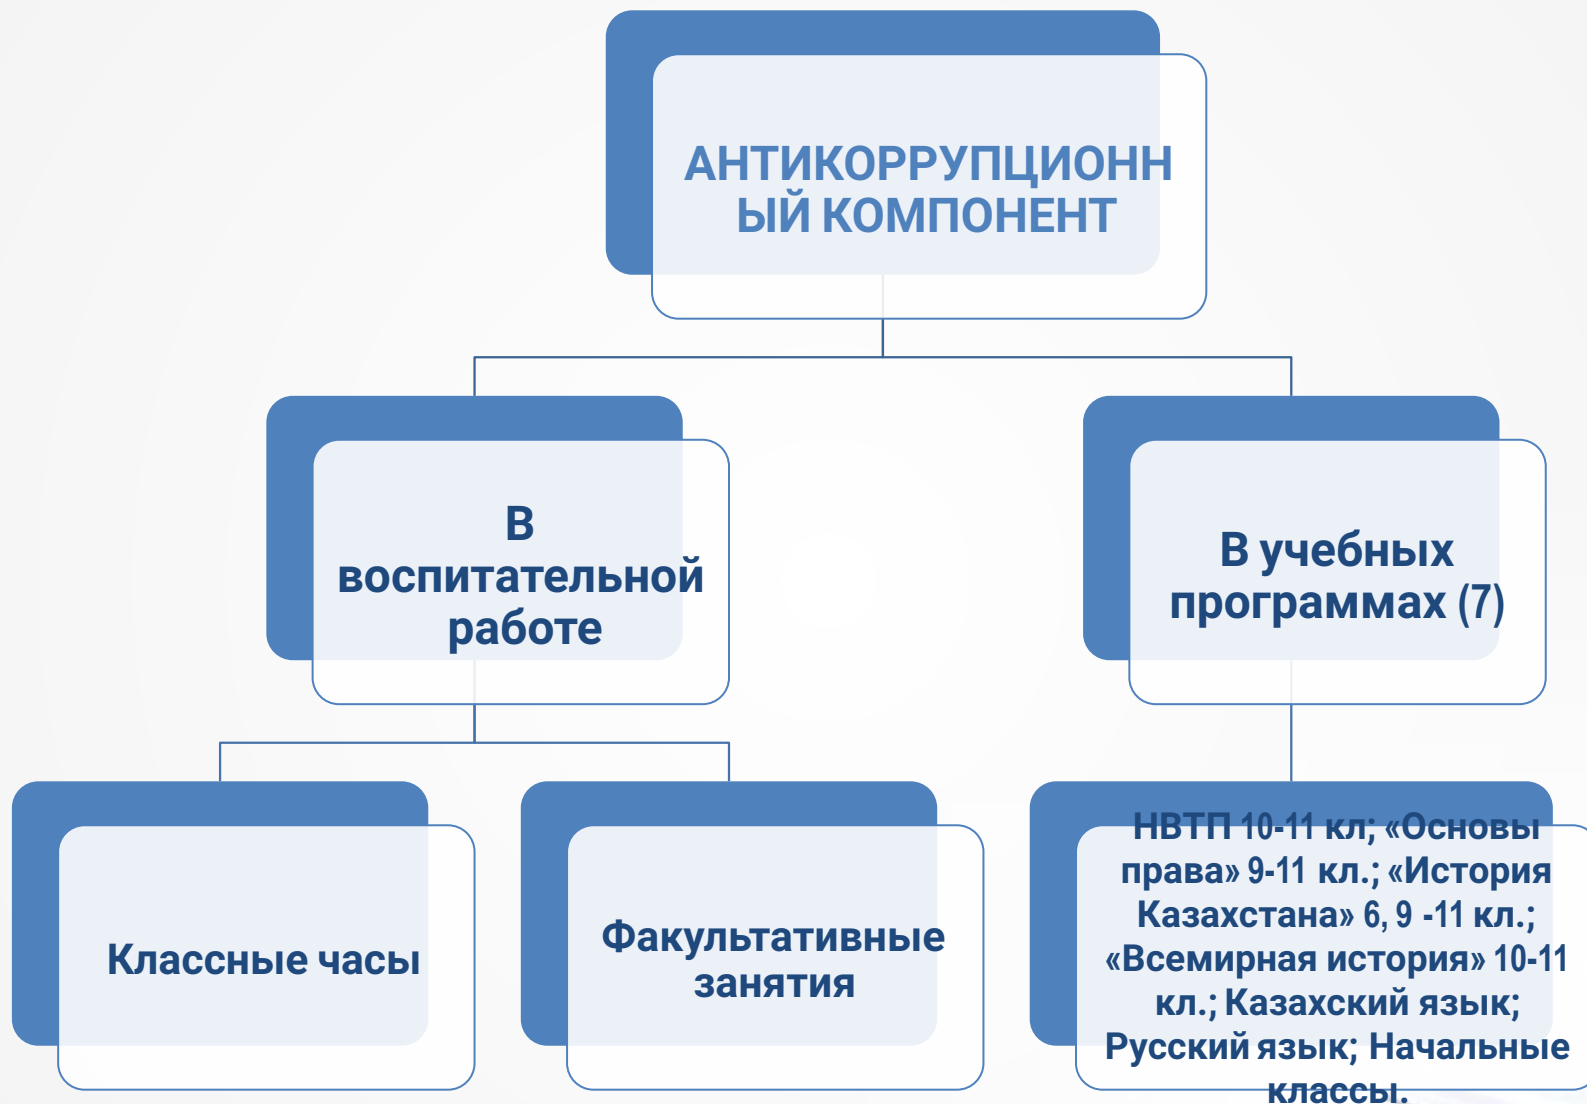 АНТИКОРРУПЦИОНН
ЫЙ КОМПОНЕНТ
В
воспитательной
работе
В учебных
программах (7)
Классные часы
Факультативные
занятия
НВТП 10-11 кл; «Основы
права» 9-11 кл.; «История
Казахстана» 6, 9 -11 кл.;
«Всемирная история» 10-11
кл.; Казахский язык;
Русский язык; Начальные
классы.